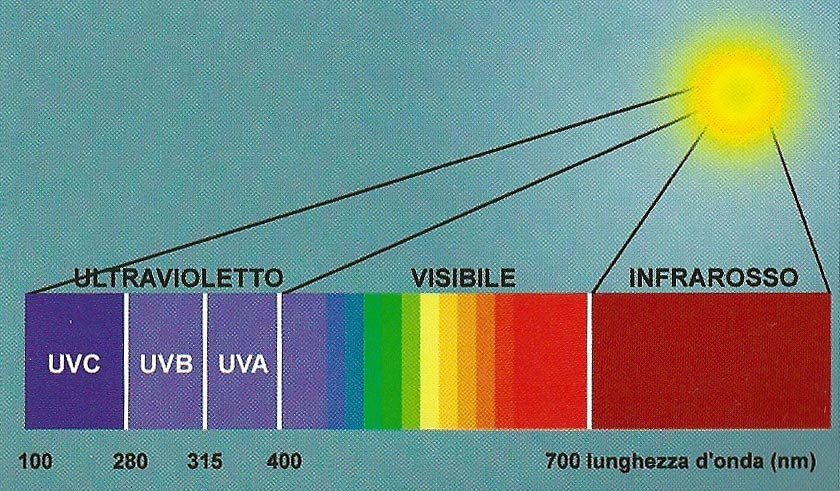 ULTRAVIOLETTO VISIBILE INFRAROSSO
UVC UVB UVA
100 280 315 400 700 lunghezza d'onda (nm)